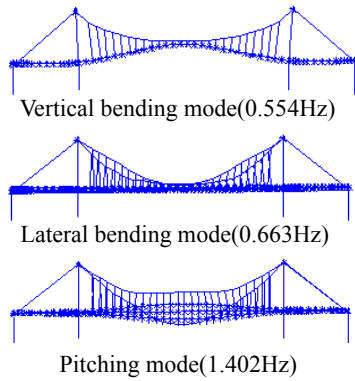 Vertical bending mode(0.554Hz)
Lateral bending mode(0.663Hz)
Pitching mode(1.402Hz)